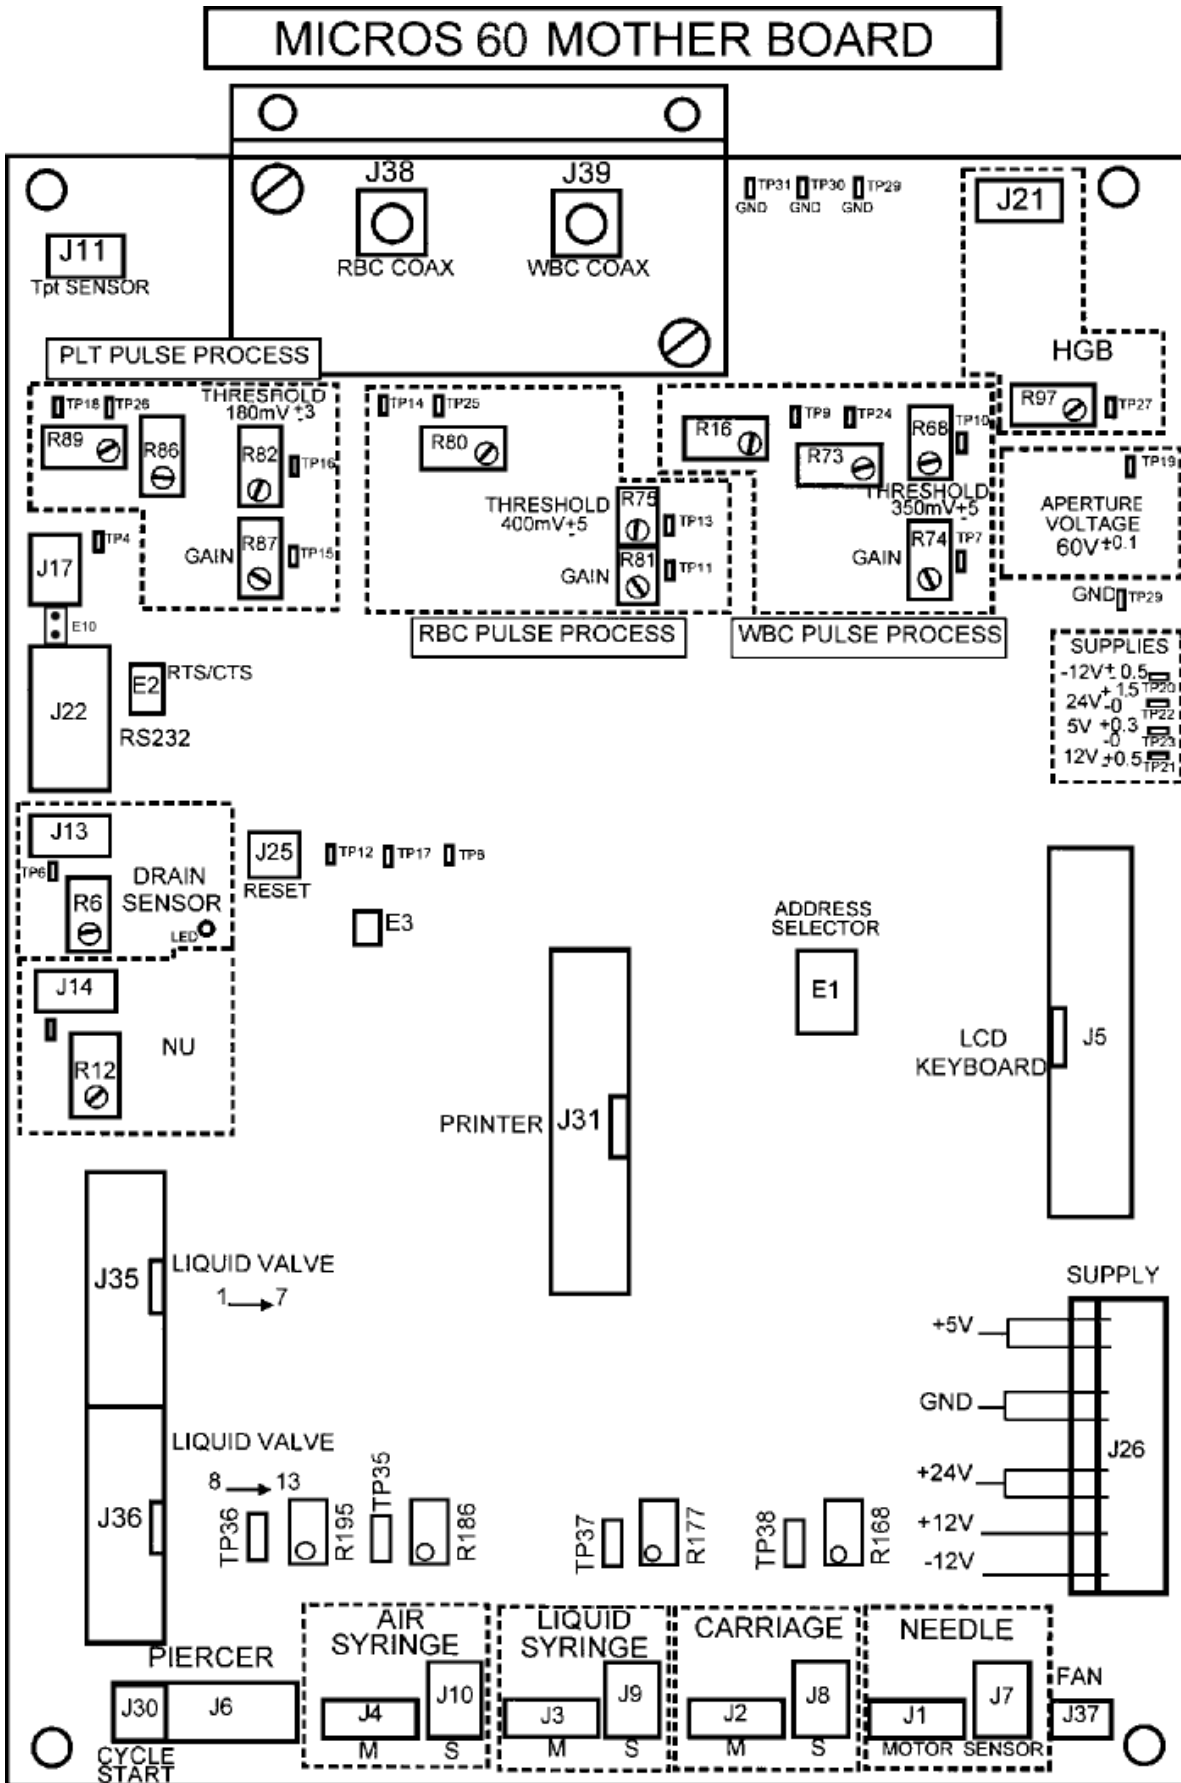 MICROS 60 MOTHER BOARD
J38
J39
RBC COAX
WBC COAX
TP31 TP30 TP29
GND GND GND
J21
J11
Tpt SENSOR
HGB
R97
TP27
PLT PULSE PROCESS
TP18 TP26
THRESROLD
180mV +3
R89
R86
R82
TP16
GAIN
R87
TP15
TP14 TP25
R80
THRESHOLD
400mV+5
R75
TP13
GAIN
R81
TP11
RBC PULSE PROCESS
R16
TP9 TP24
R68
TP10
R73
THRESHOLD
350mV+5
GAIN
R74
TP7
WBC PULSE PROCESS
TP19
APERTURE
VOLTAGE
60V±0.1
GND TP29
SUPPLIES
-12V± 0.5 TP20
24V + 1.5 -0 TP22
5V +0.3 -0 TP23
12V ±0.5 TP21
TP4
J17
E10
J22
E2
RTS/CTS
RS232
J13
TP6
R6
DRAIN
SENSOR
LED
J25
RESET
TP12 TP17 TP8
E3
J14
NU
R12
ADDRESS
SELECTOR
E1
LCD
KEYBOARD
J5
PRINTER
J31
J35
LIQUID VALVE
1 7
J36
LIQUID VALVE
8 13
TP36
R195
TP35
R186
TP37
R177
TP38
R168
SUPPLY
+5V
GND
+24V
+12V
-12V
J26
PIERCER
J30
J6
CYCLE
START
AIR
SYRINGE
J4
J10
M S
LIQUID
SYRINGE
J3
J9
M S
CARRIAGE
J2
J8
M S
NEEDLE
J1
J7
MOTOR SENSOR
FAN
J37